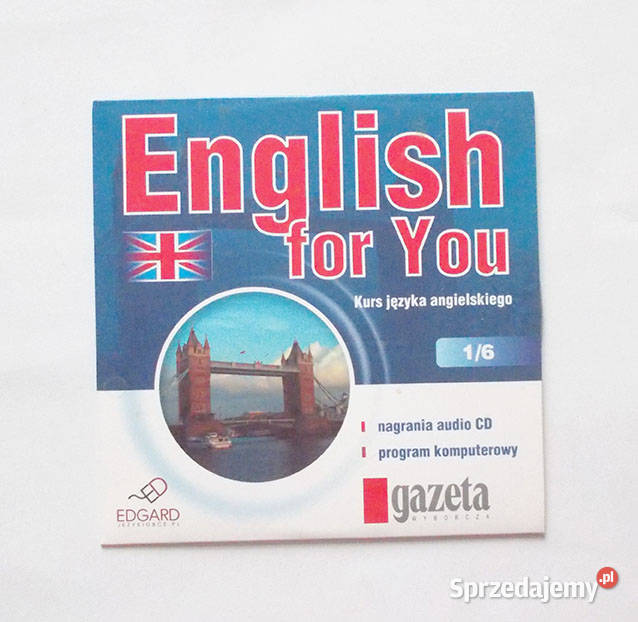 English
for You
Kurs języka angielskiego
1/6
nagrania audio CD
program komputerowy
EDGARD
JEZYKIOBCE.PL
gazeta
WYBORCZA
Sprzedajemy.pl